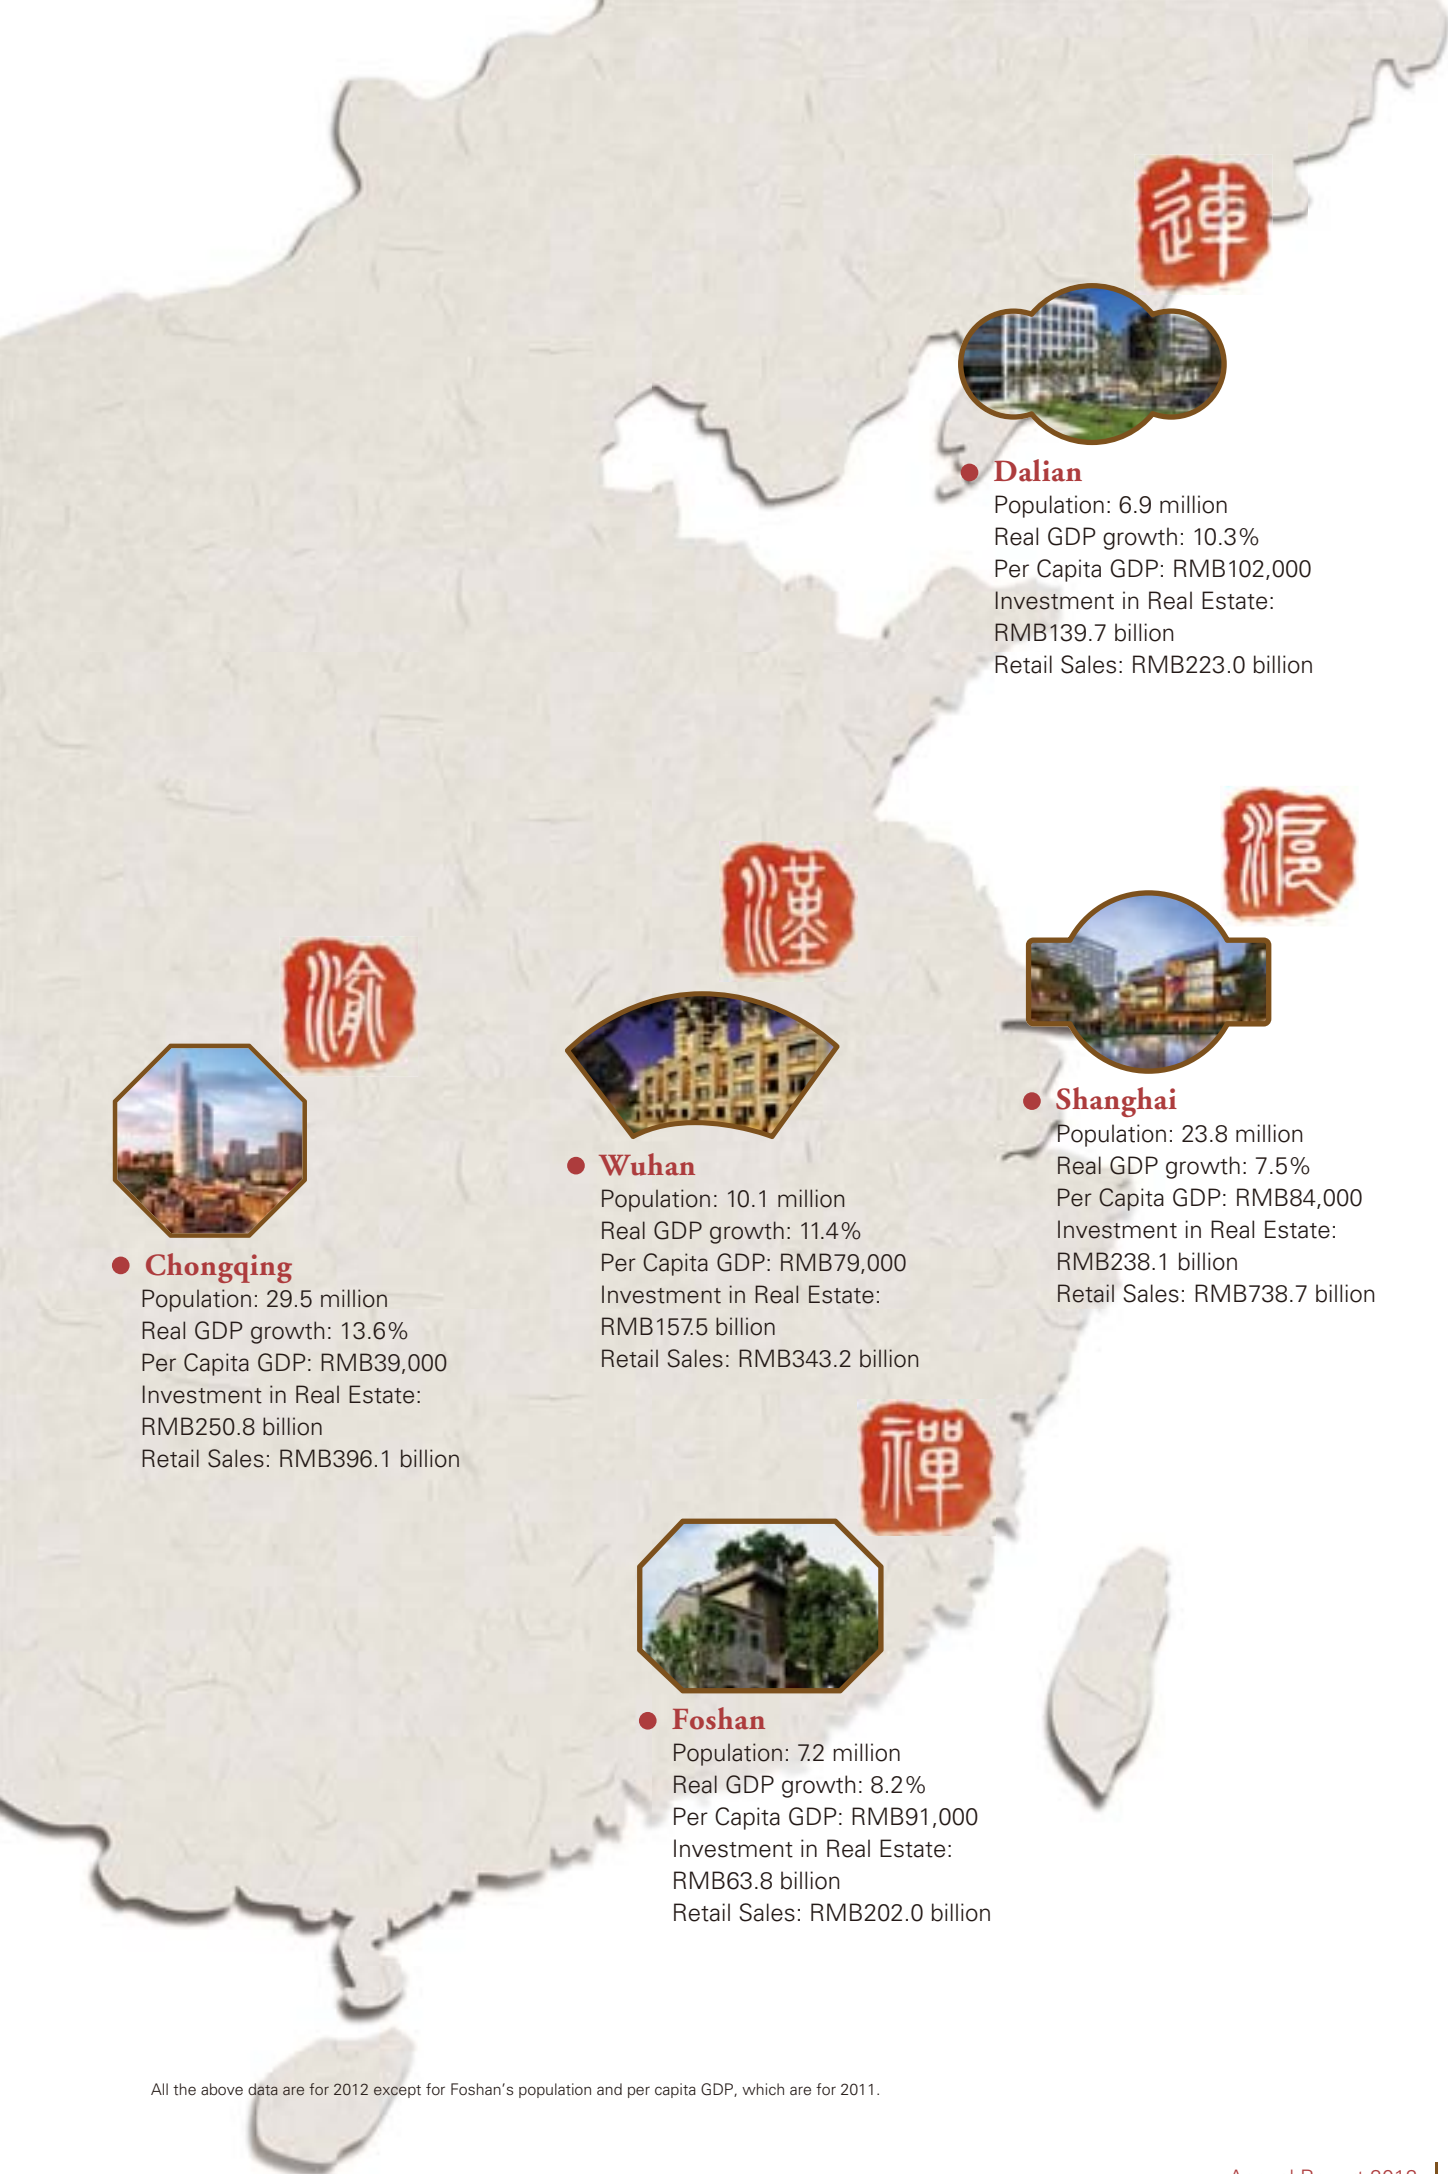 連
Dalian
Population: 6.9 million
Real GDP growth: 10.3%
Per Capita GDP: RMB102,000
Investment in Real Estate:
RMB139.7 billion
Retail Sales: RMB223.0 billion
滬
Shanghai
Population: 23.8 million
Real GDP growth: 7.5%
Per Capita GDP: RMB84,000
Investment in Real Estate:
RMB238.1 billion
Retail Sales: RMB738.7 billion
漢
Wuhan
Population: 10.1 million
Real GDP growth: 11.4%
Per Capita GDP: RMB79,000
Investment in Real Estate:
RMB157.5 billion
Retail Sales: RMB343.2 billion
渝
Chongqing
Population: 29.5 million
Real GDP growth: 13.6%
Per Capita GDP: RMB39,000
Investment in Real Estate:
RMB250.8 billion
Retail Sales: RMB396.1 billion
禪
Foshan
Population: 7.2 million
Real GDP growth: 8.2%
Per Capita GDP: RMB91,000
Investment in Real Estate:
RMB63.8 billion
Retail Sales: RMB202.0 billion
All the above data are for 2012 except for Foshan's population and per capita GDP, which are for 2011.